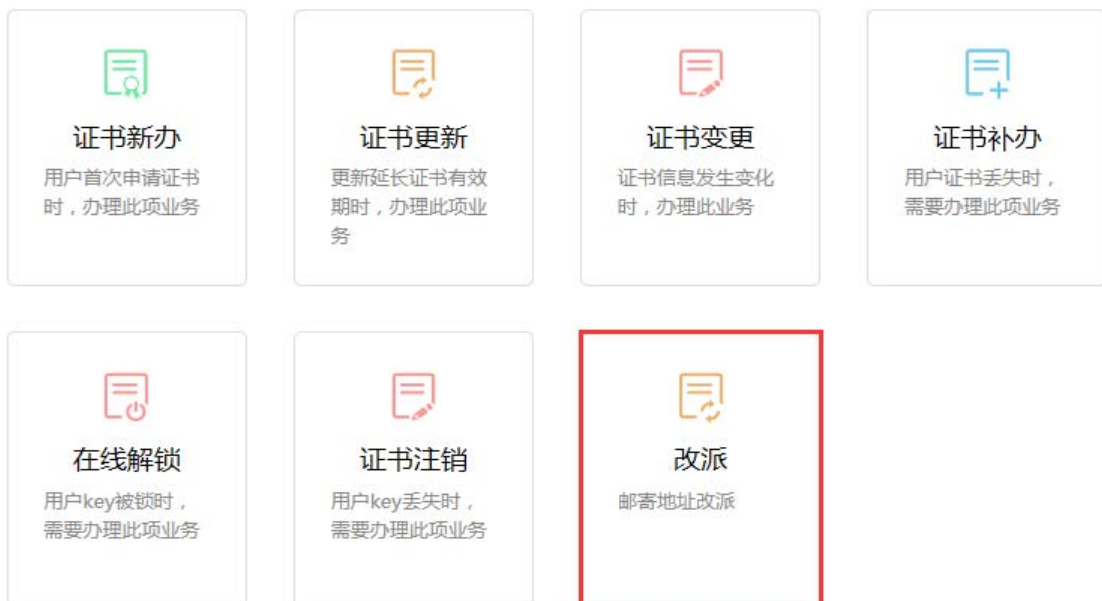 证书新办
用户首次申请证书
时，办理此项业务
证书更新
更新延长证书有效
期时，办理此项业
务
证书变更
证书信息发生变化
时，办理此业务
证书补办
用户证书丢失时，
需要办理此项业务
在线解锁
用户key被锁时，
需要办理此项业务
证书注销
用户key丢失时，
需要办理此项业务
改派
邮寄地址改派